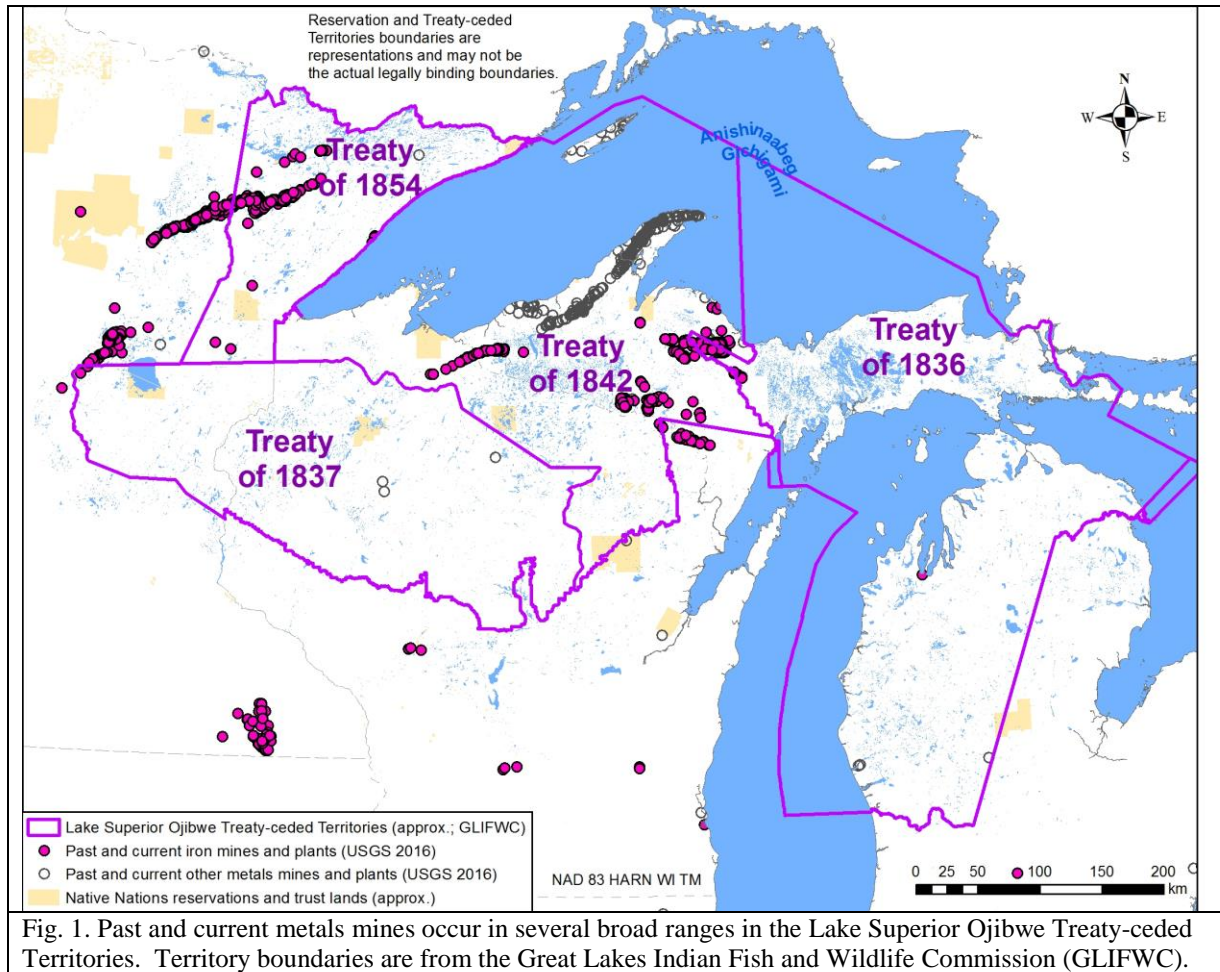 Reservation and Treaty-ceded
Territories boundaries are
representations and may not be
the actual legally binding boundaries.
N
W E
S
Anishinaabeg
Gichigami
Treaty
of 1854
Treaty
of 1842
Treaty
of 1836
Treaty
of 1837
Lake Superior Ojibwe Treaty-ceded Territories (approx.; GLIFWC)
Past and current iron mines and plants (USGS 2016)
Past and current other metals mines and plants (USGS 2016)
Native Nations reservations and trust lands (approx.)
NAD 83 HARN WI TM
0 25 50 100 150 200
km
Fig. 1. Past and current metals mines occur in several broad ranges in the Lake Superior Ojibwe Treaty-ceded
Territories. Territory boundaries are from the Great Lakes Indian Fish and Wildlife Commission (GLIFWC).